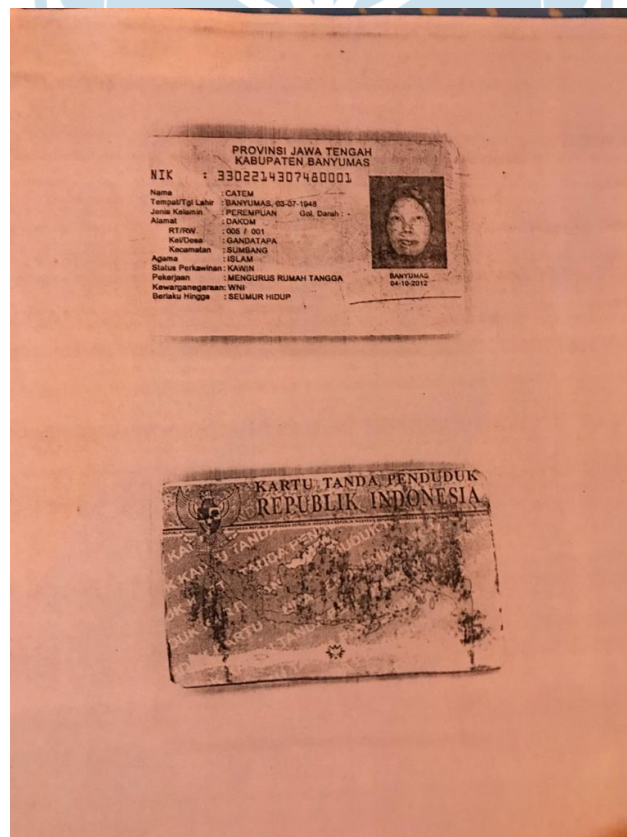 PROVINSI JAWA TENGAH
KABUPATEN BANYUMAS
NIK : 3302214307480001
Nama : CATEM
Tempat/Tgl Lahir : BANYUMAS, 03-07-1948
Jenis Kelamin : PEREMPUAN Gol. Darah : -
Alamat : DAKOM
RT/RW. : 005 / 001
Kel/Desa : GANDATAPA
Kecamatan : SUMBANG
Agama : ISLAM
Status Perkawinan: KAWIN
Pekerjaan : MENGURUS RUMAH TANGGA
Kewarganegaraan: WNI
Berlaku Hingga : SEUMUR HIDUP
BANYUMAS
04-10-2012
KARTU TANDA PENDUDUK
REPUBLIK INDONESIA